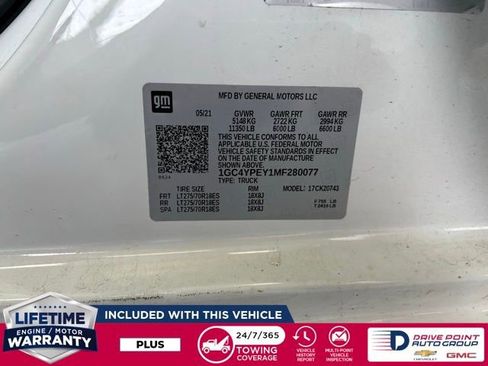 gm
MFD BY GENERAL MOTORS LLC
05/21 GVWR GAWR FRT GAWR RR
5148 KG 2722 KG 2994 KG
11350 LB 6000 LB 6600 LB
THIS VEHICLE CONFORMS TO ALL
APPLICABLE U.S. FEDERAL MOTOR
VEHICLE SAFETY STANDARDS IN
EFFECT ON THE DATE OF
MANUFACTURE SHOWN ABOVE.
1GC4YPEY1MF280077
TYPE: TRUCK
TIRE RIM MODEL: 17CK20743
FRT LT275/70R18ES 18X8J
RR LT275/70R18ES 18X8J
SPA LT275/70R18ES 18X8J
LIFETIME
ENGINE / MOTOR
WARRANTY
INCLUDED WITH THIS VEHICLE
PLUS
24/7/365
TOWING
COVERAGE
VEHICLE
HISTORY
REPORT
MULTI-POINT
VEHICLE
INSPECTION
DRIVE POINT
AUTO GROUP
CHEVROLET GMC